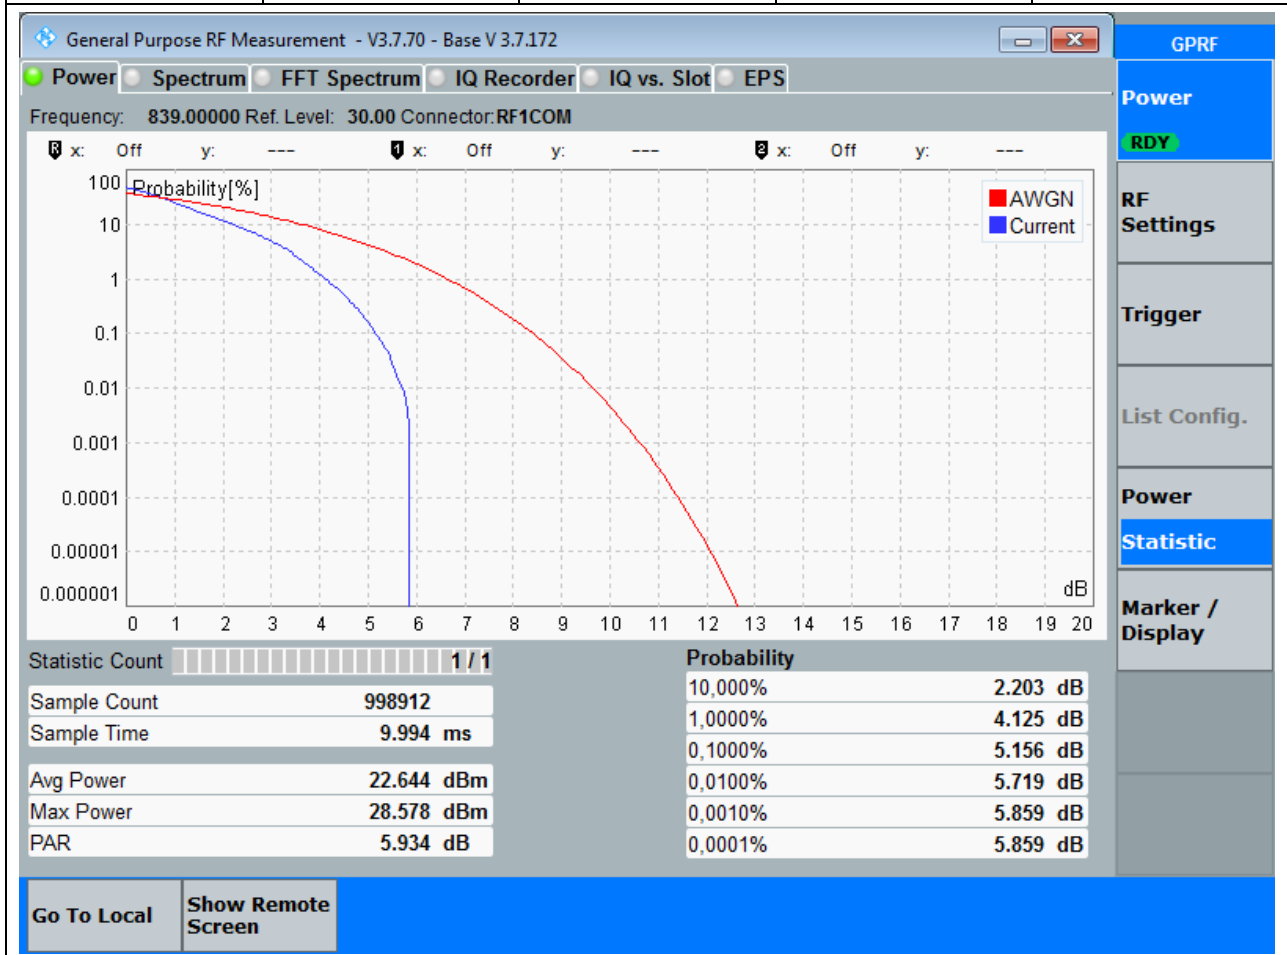 General Purpose RF Measurement - V3.7.70 - Base V 3.7.172
GPRF
Power Spectrum FFT Spectrum IQ Recorder IQ vs. Slot EPS
Frequency: 839.00000 Ref. Level: 30.00 Connector:RF1COM
R x: Off y: --- 1 x: Off y: --- 2 x: Off y: ---
Probability[%]
AWGN
Current
100
10
1
0.1
0.01
0.001
0.0001
0.00001
0.000001
dB
0 1 2 3 4 5 6 7 8 9 10 11 12 13 14 15 16 17 18 19 20
Statistic Count 1 / 1
Sample Count 998912
Sample Time 9.994 ms
Avg Power 22.644 dBm
Max Power 28.578 dBm
PAR 5.934 dB
Probability
10,000% 2.203 dB
1,0000% 4.125 dB
0,1000% 5.156 dB
0,0100% 5.719 dB
0,0010% 5.859 dB
0,0001% 5.859 dB
Power
RDY
RF
Settings
Trigger
List Config.
Power
Statistic
Marker /
Display
Go To Local
Show Remote
Screen